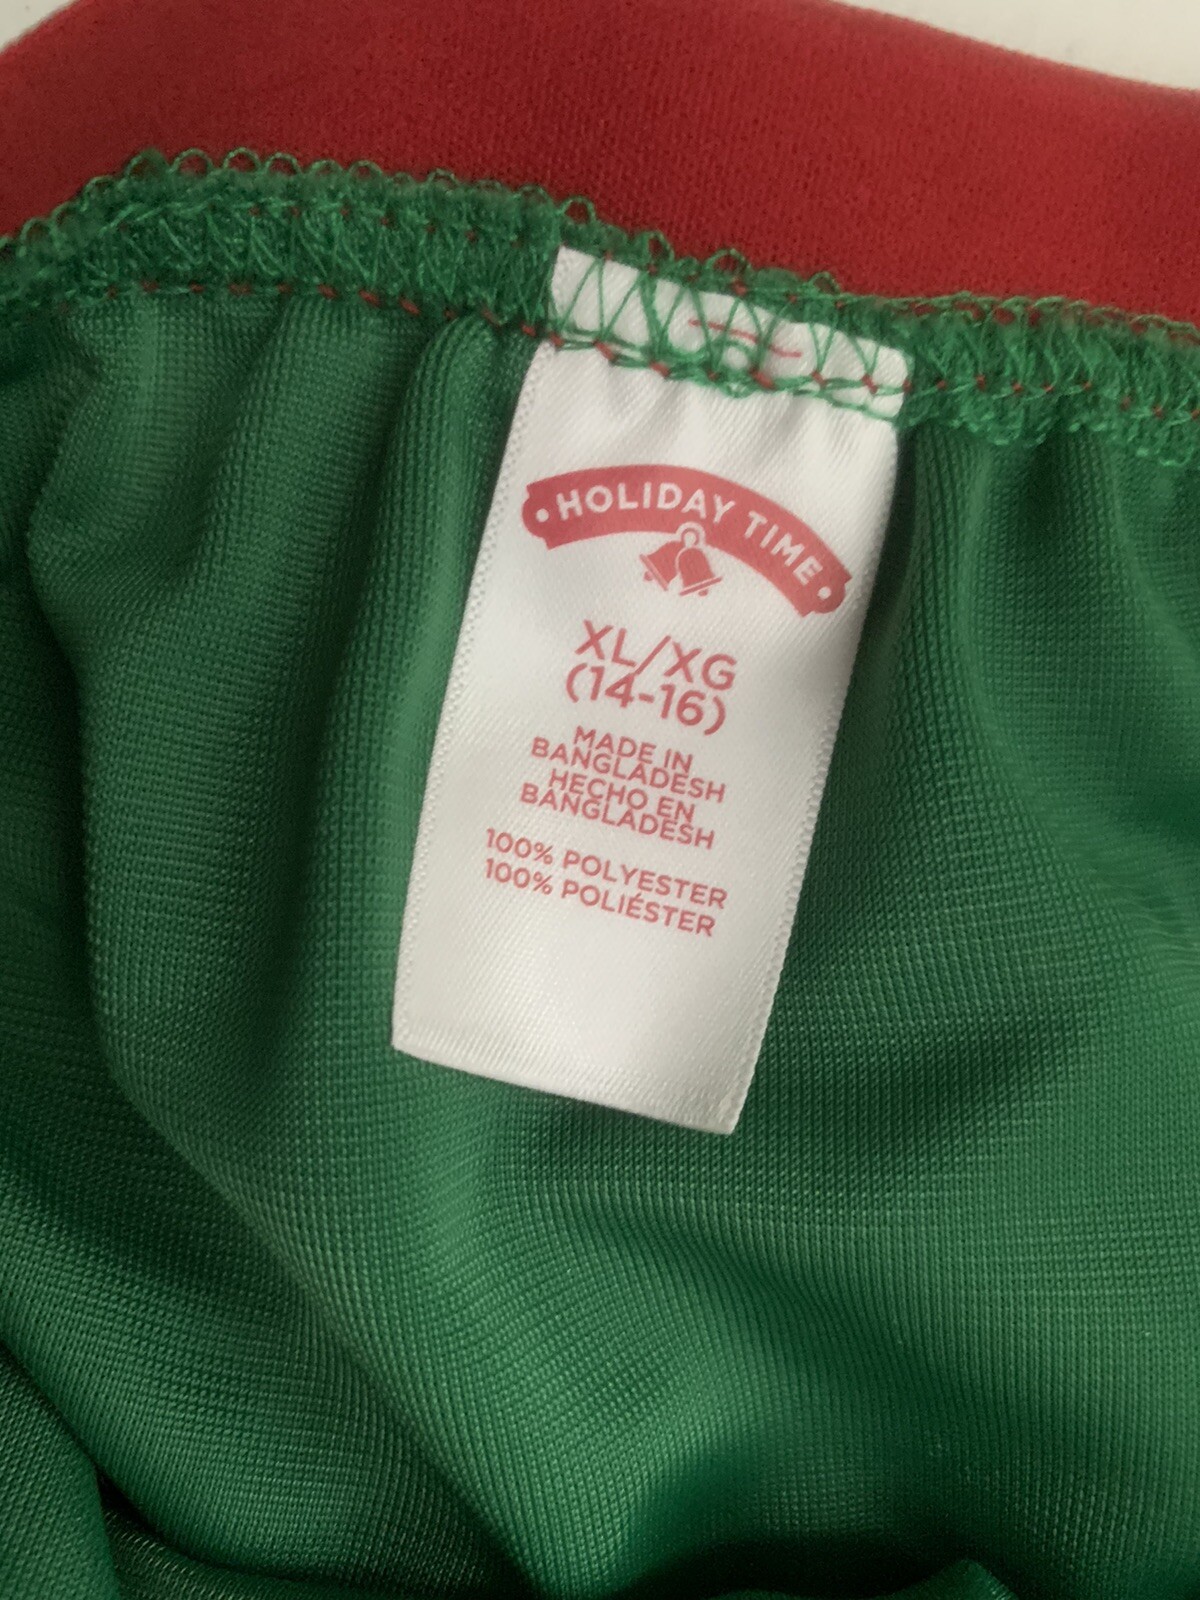 HOLIDAY TIME
XL/XG
(14-16)
MADE IN
BANGLADESH
HECHO EN
BANGLADESH
100% POLYESTER
100% POLIÉSTER